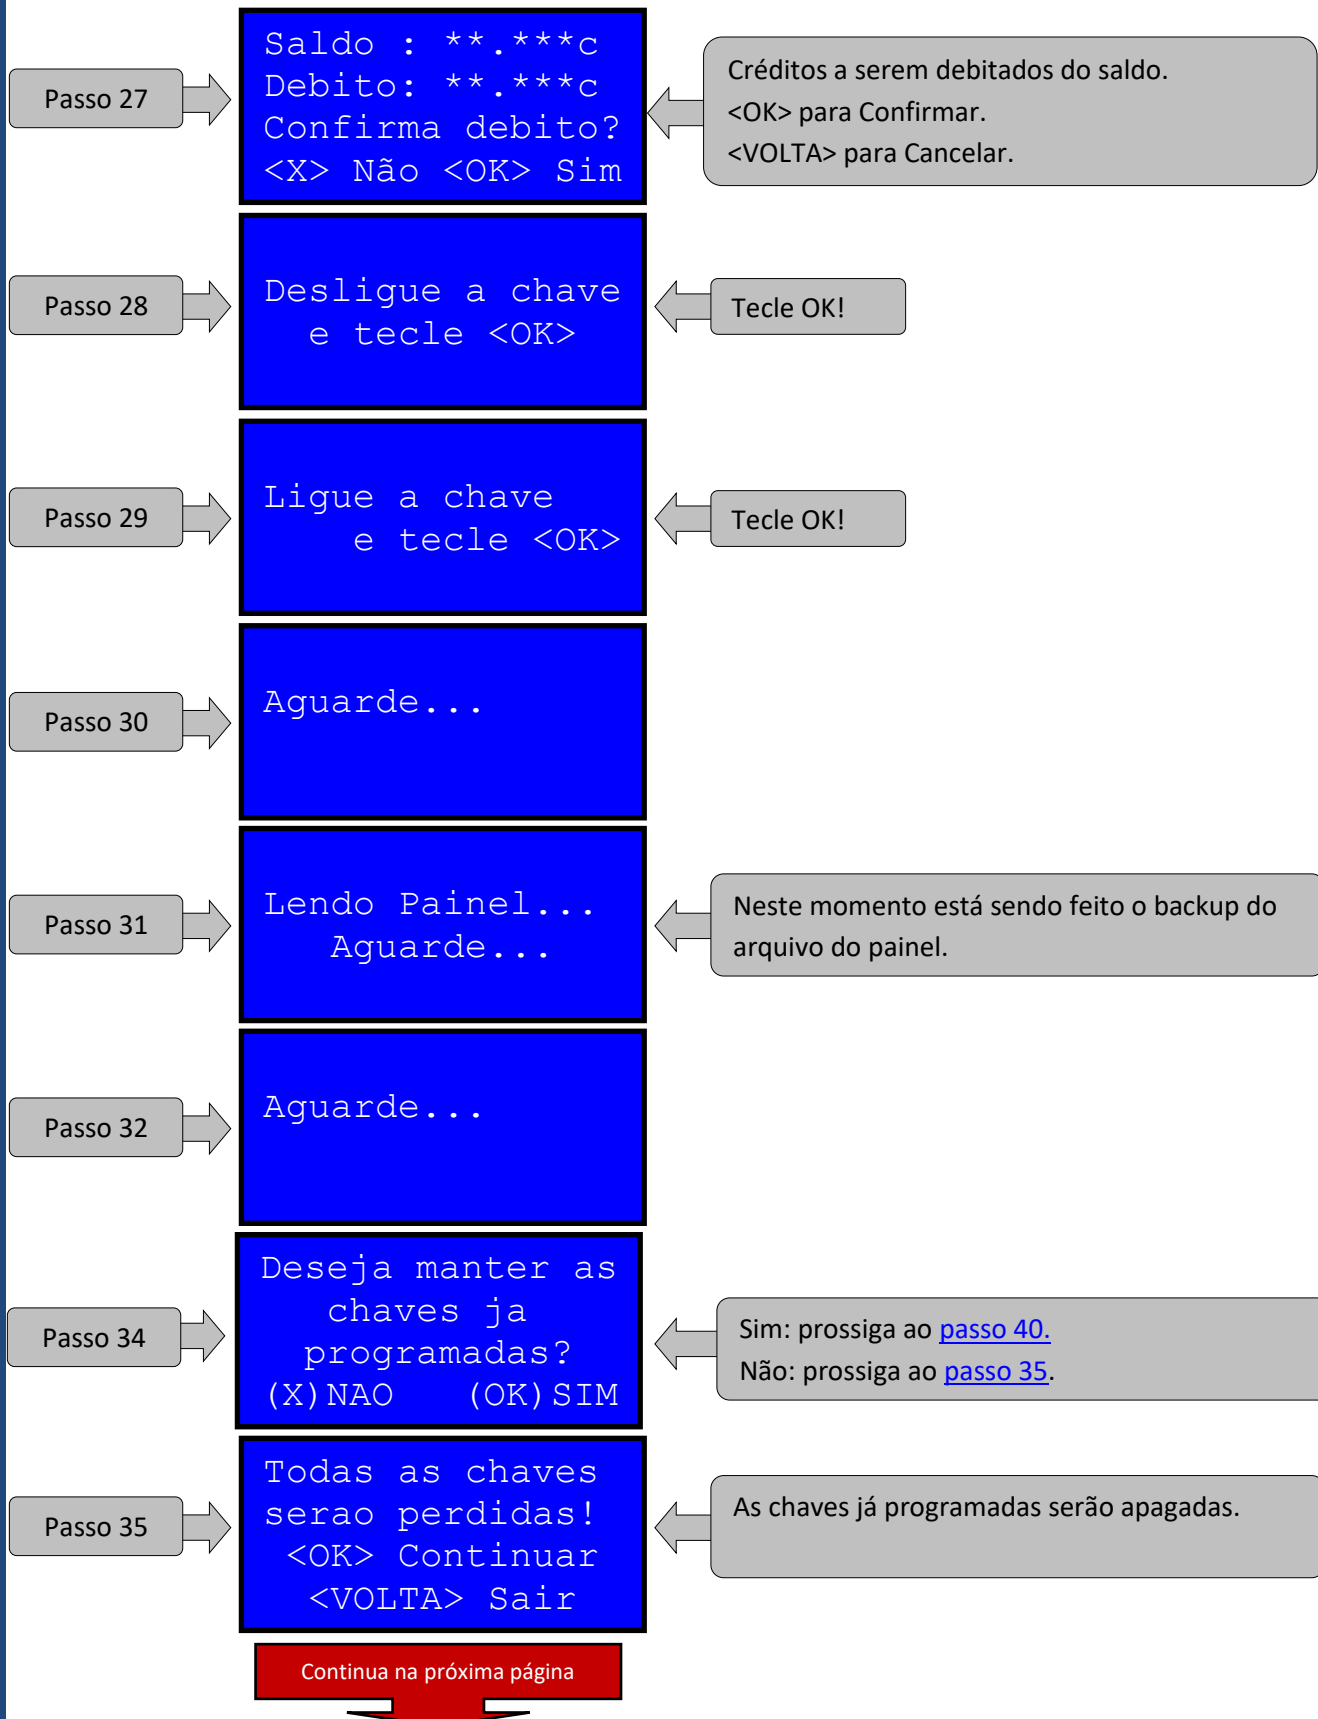 Passo 27
Saldo : **.***c
Debito: **.***c
Confirma debito?
<X> Não <OK> Sim
Créditos a serem debitados do saldo.
<OK> para Confirmar.
<VOLTA> para Cancelar.
Passo 28
Desligue a chave
e tecle <OK>
Tecle OK!
Passo 29
Ligue a chave
e tecle <OK>
Tecle OK!
Passo 30
Aguarde...
Passo 31
Lendo Painel...
Aguarde...
Neste momento está sendo feito o backup do
arquivo do painel.
Passo 32
Aguarde...
Passo 34
Deseja manter as
chaves ja
programadas?
(X)NAO (OK)SIM
Sim: prossiga ao passo 40.
Não: prossiga ao passo 35.
Passo 35
Todas as chaves
serao perdidas!
<OK> Continuar
<VOLTA> Sair
As chaves já programadas serão apagadas.
Continua na próxima página